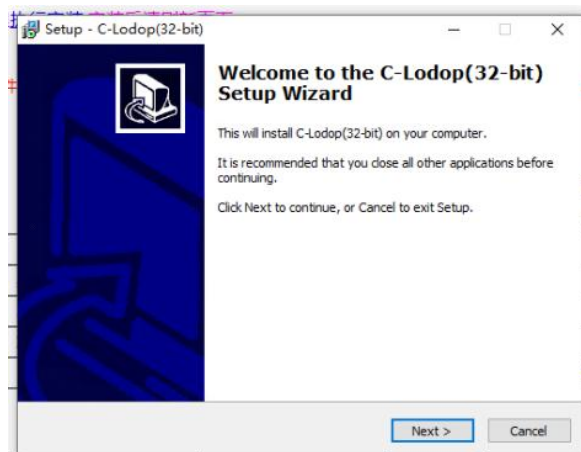 Setup - C-Lodop(32-bit)
Welcome to the C-Lodop(32-bit)
Setup Wizard
This will install C-Lodop(32-bit) on your computer.
It is recommended that you close all other applications before
continuing.
Click Next to continue, or Cancel to exit Setup.
Next >
Cancel